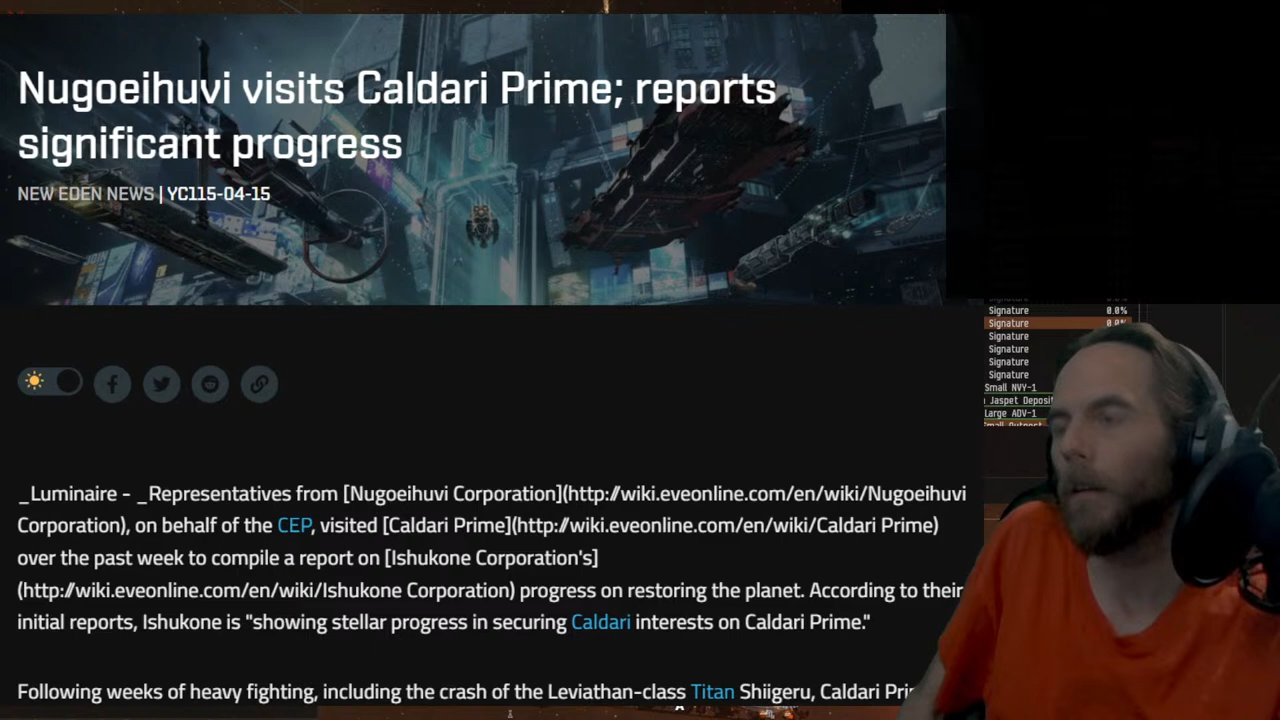 Nugoeihuvi visits Caldari Prime; reports
significant progress
NEW EDEN NEWS | YC115-04-15
_Luminaire - _Representatives from [Nugoeihuvi Corporation](http://wiki.eveonline.com/en/wiki/Nugoeihuvi
Corporation), on behalf of the CEP, visited [Caldari Prime](http://wiki.eveonline.com/en/wiki/Caldari Prime)
over the past week to compile a report on [Ishukone Corporation's]
(http://wiki.eveonline.com/en/wiki/Ishukone Corporation) progress on restoring the planet. According to their
initial reports, Ishukone is "showing stellar progress in securing Caldari interests on Caldari Prime."
Following weeks of heavy fighting, including the crash of the Leviathan-class Titan Shiigeru, Caldari
Signature 0.0%
Signature 0.0%
Signature
Signature
Signature
Signature
Small NVY-1
Jaspet
Large ADV-1